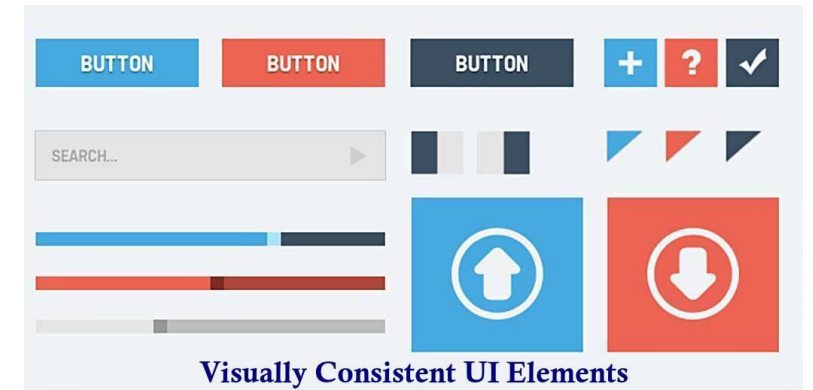 BUTTON BUTTON BUTTON + ?
SEARCH...
Visually Consistent UI Elements